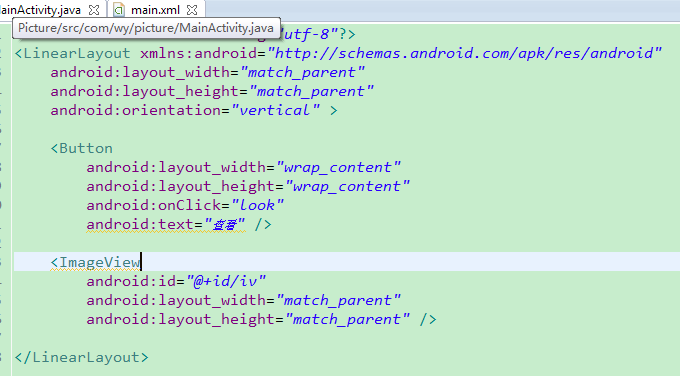 ainActivity.java main.xml
Picture/src/com/wy/picture/MainActivity.java
"utf-8"?>
<LinearLayout xmlns:android="http://schemas.android.com/apk/res/android"
    android:layout_width="match_parent"
    android:layout_height="match_parent"
    android:orientation="vertical" >
    <Button
        android:layout_width="wrap_content"
        android:layout_height="wrap_content"
        android:onClick="look"
        android:text="查看" />
    <ImageView
        android:id="@+id/iv"
        android:layout_width="match_parent"
        android:layout_height="match_parent" />
</LinearLayout>